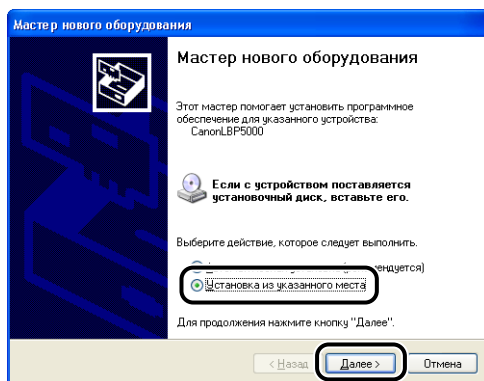 Мастер нового оборудования
Мастер нового оборудования
Этот мастер помогает установить программное
обеспечение для указанного устройства:
CanonLBP5000
Если с устройством поставляется
установочный диск, вставьте его.
Выберите действие, которое следует выполнить.
Установка из указанного места
Для продолжения нажмите кнопку "Далее".
< Назад
Далее >
Отмена